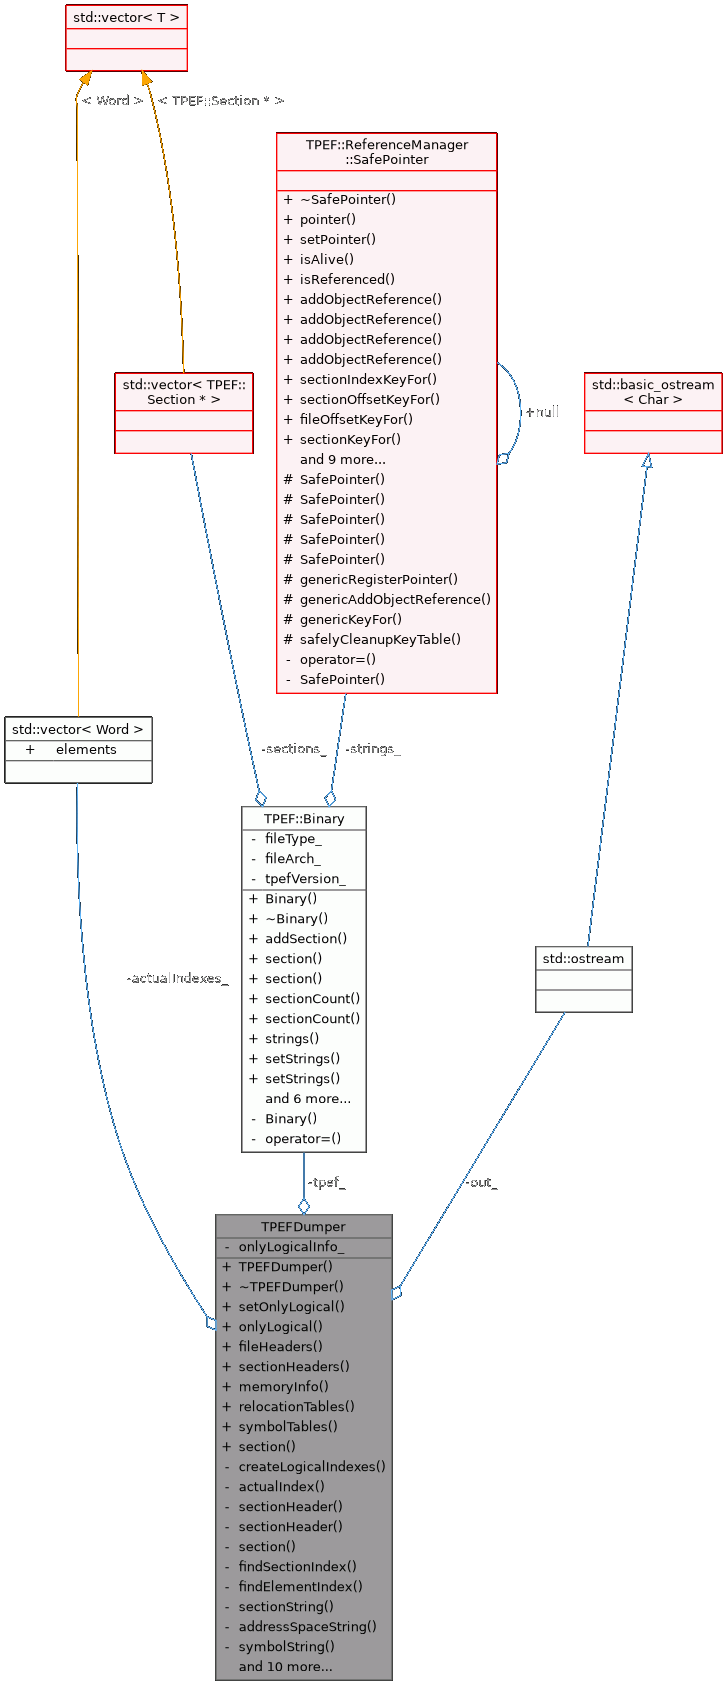 std::vector< T >
< Word >
< TPEF::Section * >
TPEF::ReferenceManager
::SafePointer
+ ~SafePointer()
+ pointer()
+ setPointer()
+ isAlive()
+ isReferenced()
+ addObjectReference()
+ addObjectReference()
+ addObjectReference()
+ addObjectReference()
+ sectionIndexKeyFor()
+ sectionOffsetKeyFor()
+ fileOffsetKeyFor()
+ sectionKeyFor()
and 9 more...
# SafePointer()
# SafePointer()
# SafePointer()
# SafePointer()
# SafePointer()
# genericRegisterPointer()
# genericAddObjectReference()
# genericKeyFor()
# safelyCleanupKeyTable()
- operator=()
- SafePointer()
+null
std::vector< TPEF::
Section * >
std::basic_ostream
< Char >
std::vector< Word >
+ elements
-sections_
-strings_
TPEF::Binary
- fileType_
- fileArch_
- tpefVersion_
+ Binary()
+ ~Binary()
+ addSection()
+ section()
+ section()
+ sectionCount()
+ sectionCount()
+ strings()
+ setStrings()
+ setStrings()
and 6 more...
- Binary()
- operator=()
-actualIndexes_
std::ostream
-tpef_
-out_
TPEFDumper
- onlyLogicalInfo_
+ TPEFDumper()
+ ~TPEFDumper()
+ setOnlyLogical()
+ onlyLogical()
+ fileHeaders()
+ sectionHeaders()
+ memoryInfo()
+ relocationTables()
+ symbolTables()
+ section()
- createLogicalIndexes()
- actualIndex()
- sectionHeader()
- sectionHeader()
- section()
- findSectionIndex()
- findElementIndex()
- sectionString()
- addressSpaceString()
- symbolString()
and 10 more...